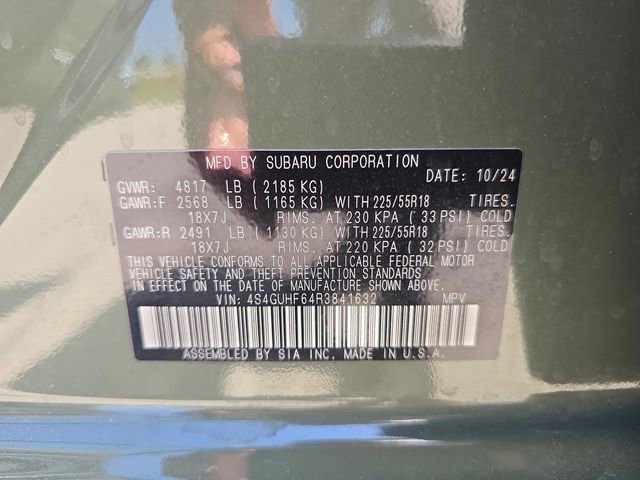 MFD BY SUBARU CORPORATION
DATE: 10/24
GVWR: 4817 LB ( 2185 KG)
GAWR:F 2568 LB ( 1165 KG) WITH 225/55R18 TIRES.
18X7J RIMS. AT 230 KPA ( 33 PSI) COLD
GAWR:R 2491 LB ( 1130 KG) WITH 225/55R18 TIRES.
18X7J RIMS. AT 220 KPA ( 32 PSI) COLD
THIS VEHICLE CONFORMS TO ALL APPLICABLE FEDERAL MOTOR
VEHICLE SAFETY AND THEFT PREVENTION STANDARDS
IN EFFECT ON THE DATE OF MANUFACTURE SHOWN ABOVE.
VIN: 4S4GUHF64R3841632 MPV
ASSEMBLED BY SIA INC. MADE IN U.S.A.